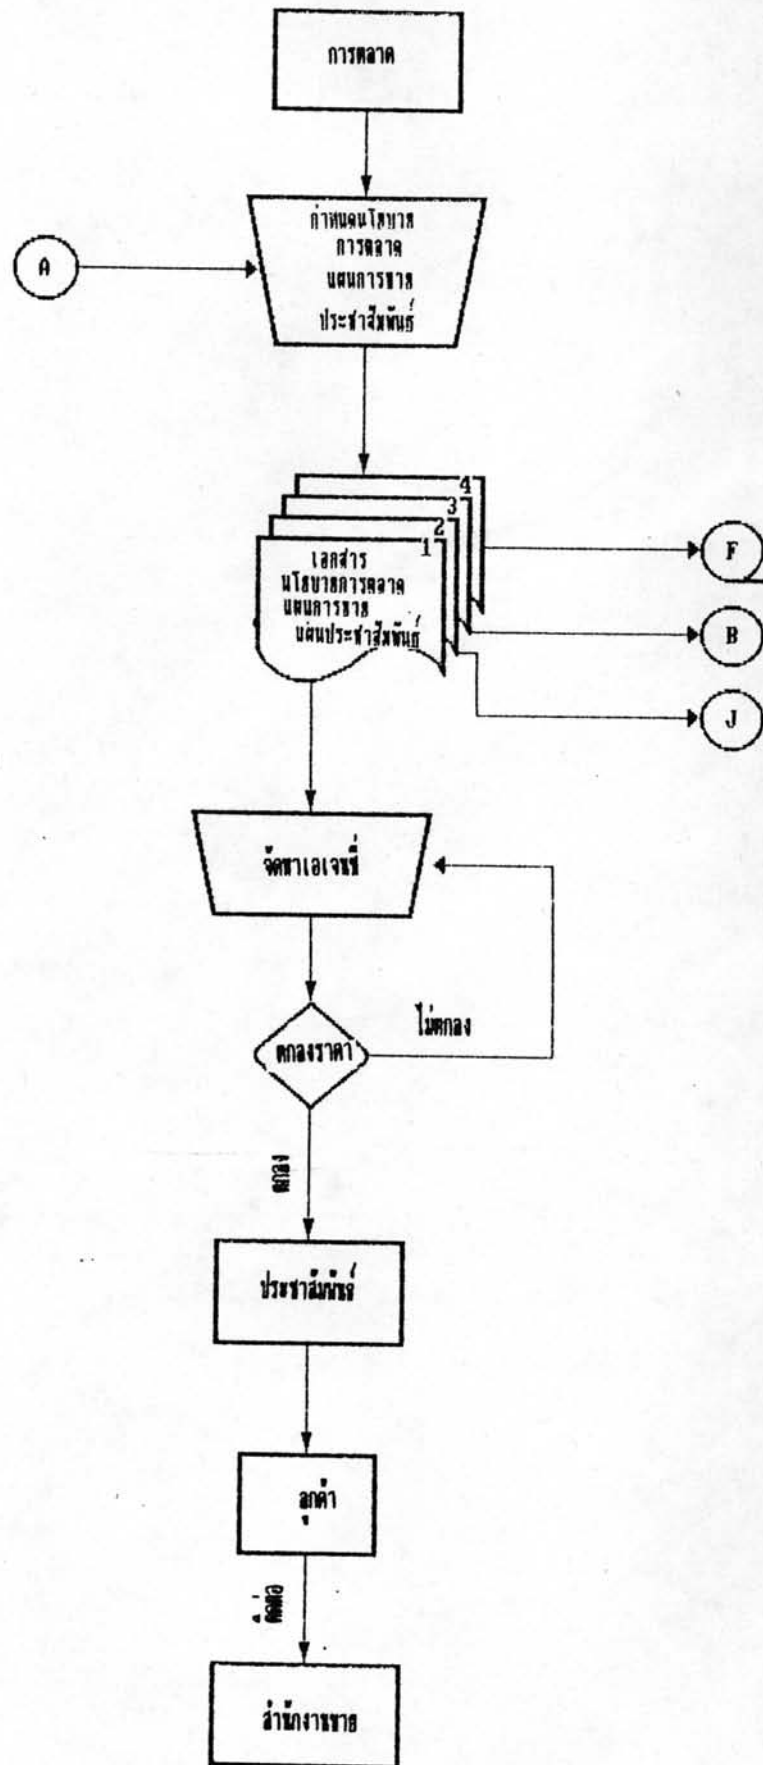 การตลาด
กำหนดนโยบาย
การตลาด
แผนการขาย
ประชาสัมพันธ์
A
4
3
2
1
เอกสาร
นโยบายการตลาด
แผนการขาย
แผ่นประชาสัมพันธ์
F
B
J
จัดหาเอเจนซี่
ตกลงราคา
ไม่ตกลง
ตกลง
ประชาสัมพันธ์
ลูกค้า
ติดต่อ
สำนักงานขาย